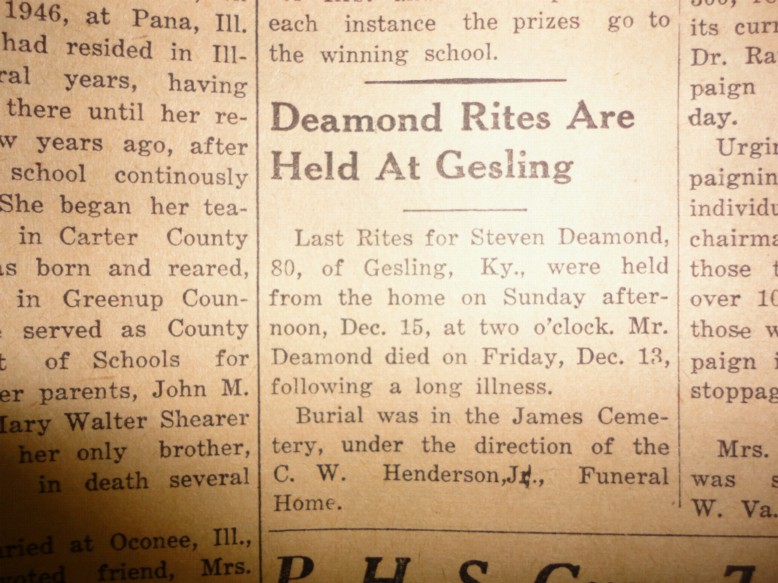 1946, at Pana, Ill.
had resided in Ill-
ral years, having
there until her re-
w years ago, after
school continously
She began her tea-
in Carter County
as born and reared,
in Greenup Coun-
served as County
t of Schools for
er parents, John M.
Mary Walter Shearer
her only brother,
in death several
uried at Oconee, Ill.,
friend, Mrs.
each instance the prizes go to
the winning school.
Deamond Rites Are
Held At Gesling
Last Rites for Steven Deamond,
80, of Gesling, Ky., were held
from the home on Sunday after-
noon, Dec. 15, at two o'clock. Mr.
Deamond died on Friday, Dec. 13,
following a long illness.
Burial was in the James Ceme-
tery, under the direction of the
C. W. Henderson,Jr., Funeral
Home.
its curr
Dr. Ra
paign
day.
Urgin
paignin
individu
chairma
those t
over 10
those w
paign i
stoppag
Mrs.
was s
W. Va.